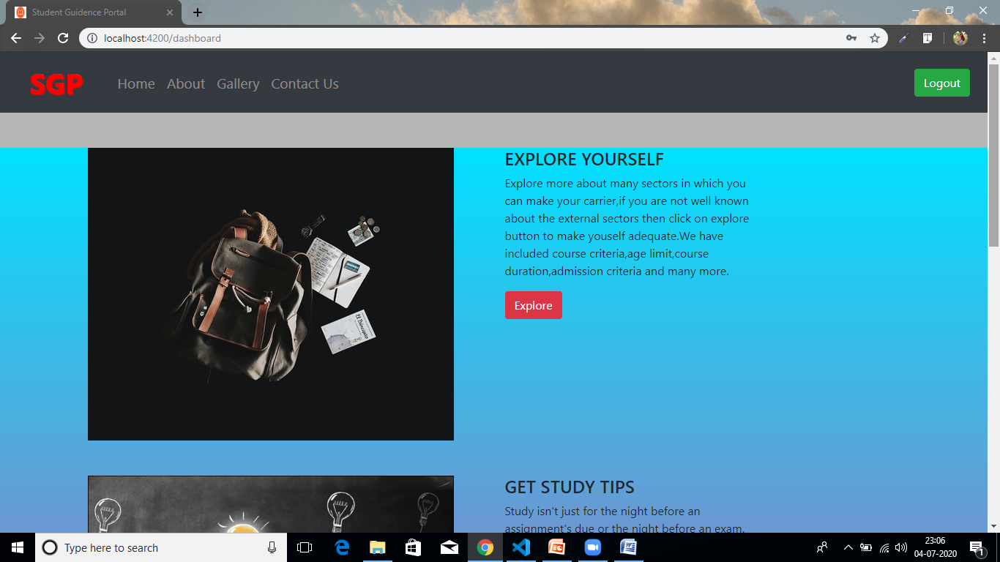 Student Guidence Portal
localhost:4200/dashboard
SGP
Home About Gallery Contact Us
Logout
EXPLORE YOURSELF
Explore more about many sectors in which you
can make your carrier,if you are not well known
about the external sectors then click on explore
button to make youself adequate.We have
included course criteria,age limit,course
duration,admission criteria and many more.
Explore
El Principito
GET STUDY TIPS
Study isn't just for the night before an
assignment's due or the night before an exam.
Type here to search
23:06
04-07-2020
1